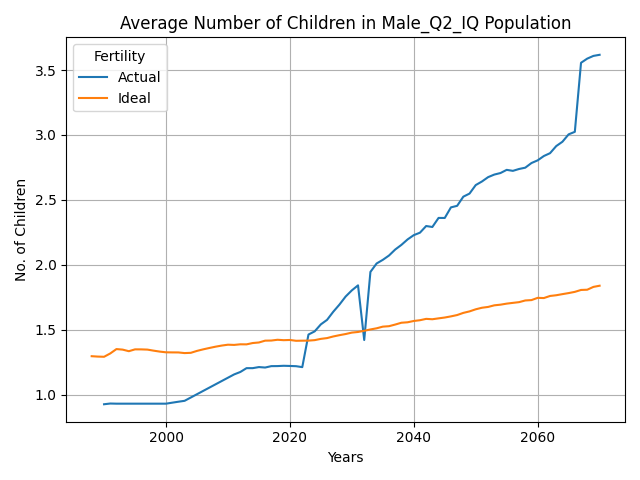 Average Number of Children in Male_Q2_IQ Population
Fertility
Actual
Ideal
3.5
3.0
2.5
2.0
1.5
1.0
No. of Children
2000
2020
2040
2060
Years